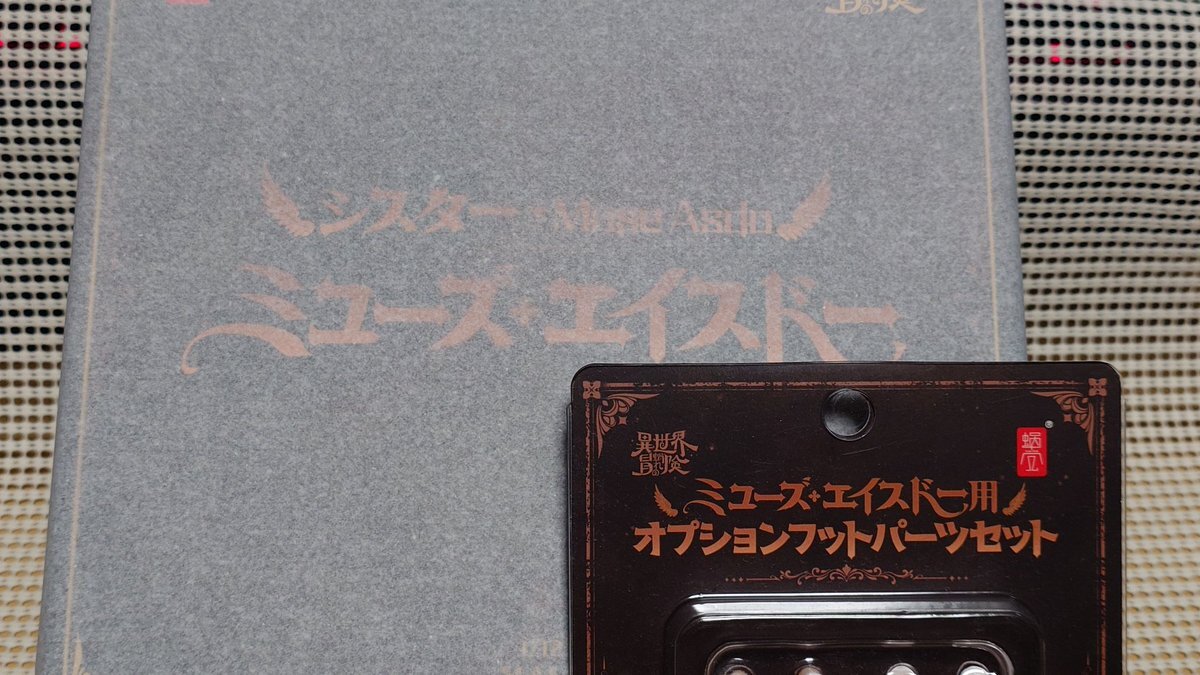 シスター
ミューズ・エイスドー
異世界
冒険
ミューズ・エイスドー用
オプションフットパーツセット